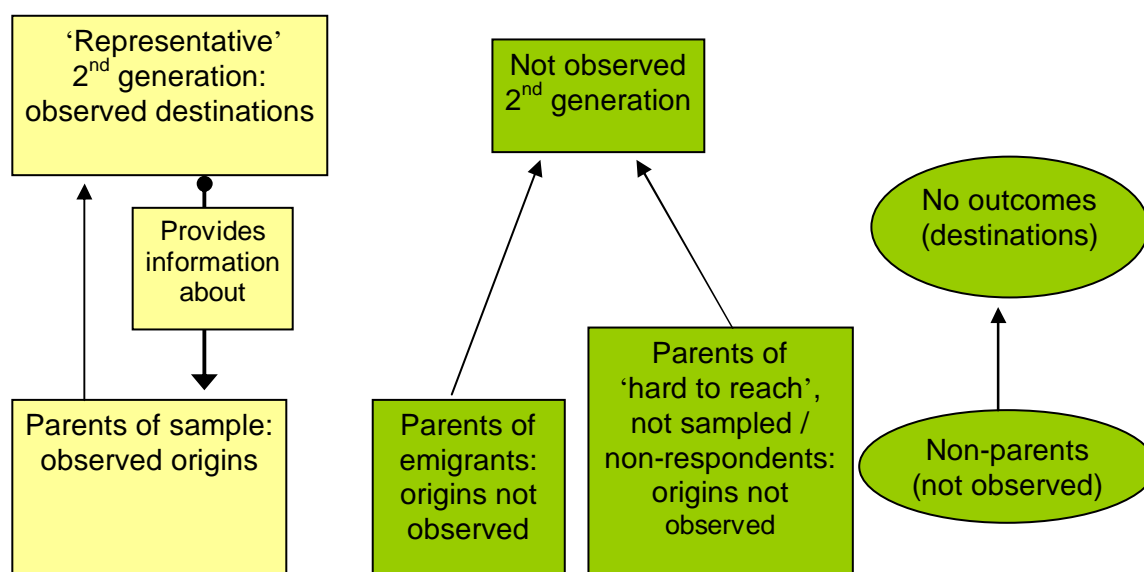 ‘Representative’
2nd generation:
observed destinations
Provides
information
about
Parents of sample:
observed origins
Not observed
2nd generation
Parents of
emigrants:
origins not
observed
Parents of
‘hard to reach’,
not sampled /
non-respondents:
origins not
observed
No outcomes
(destinations)
Non-parents
(not observed)